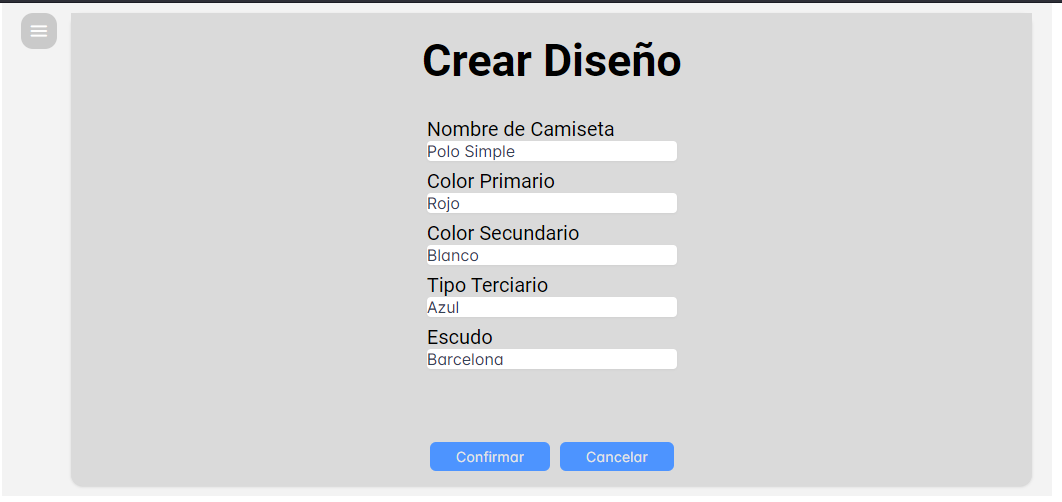 Crear Diseño
Nombre de Camiseta
Polo Simple
Color Primario
Rojo
Color Secundario
Blanco
Tipo Terciario
Azul
Escudo
Barcelona
Confirmar Cancelar